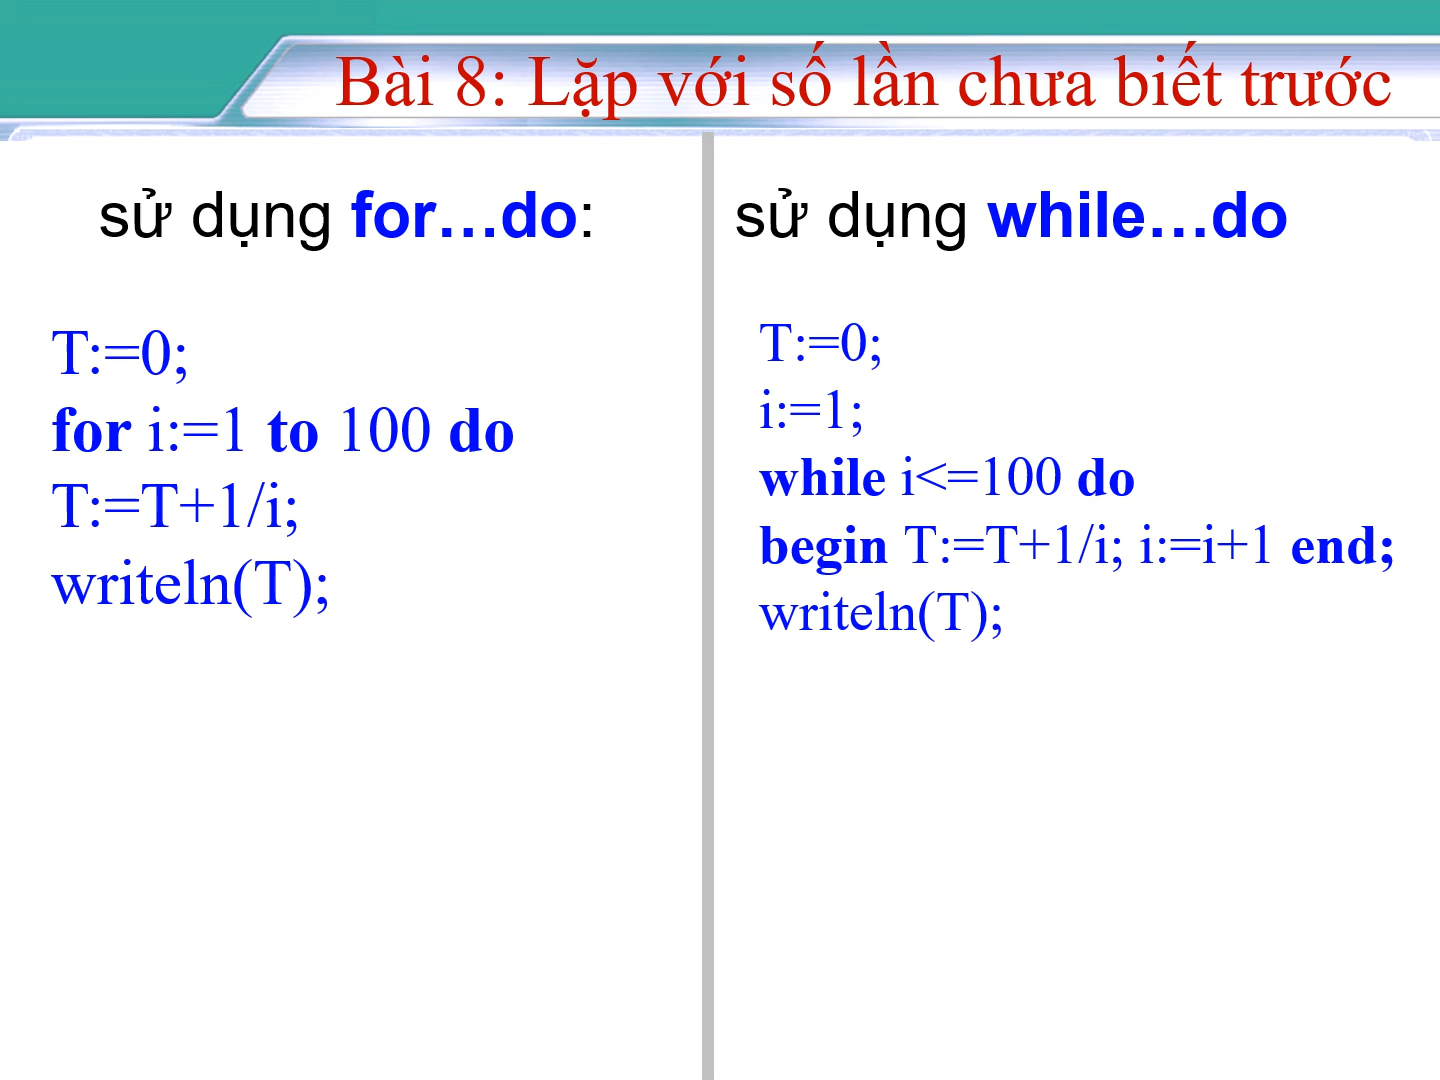 Bài 8: Lặp với số lần chưa biết trước
sử dụng for…do:
T:=0;
for i:=1 to 100 do
T:=T+1/i;
writeln(T);
sử dụng while…do
T:=0;
i:=1;
while i<=100 do
begin T:=T+1/i; i:=i+1 end;
writeln(T);